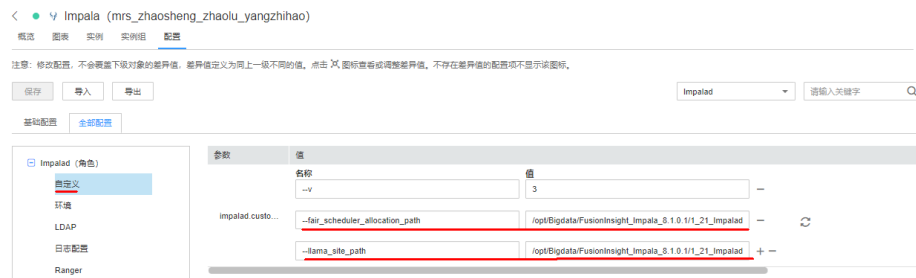 Impala (mrs_zhaosheng_zhaolu_yangzhihao)
概览 图表 实例 实例组 配置
注意: 修改配置, 不会覆盖下级对象的差异值, 差异值定义为同上一级不同的值。点击 图标查看或调整差异值。不存在差异值的配置项不显示该图标。
保存 导入 导出 Impalad 请输入关键字
基础配置 全部配置
Impalad (角色)
自定义
环境
LDAP
日志配置
Ranger
参数 值
名称 值
--v 3
impalad.custo... --fair_scheduler_allocation_path /opt/Bigdata/FusionInsight_Impala_8.1.0.1/1_21_Impalad
--llama_site_path /opt/Bigdata/FusionInsight_Impala_8.1.0.1/1_21_Impalad